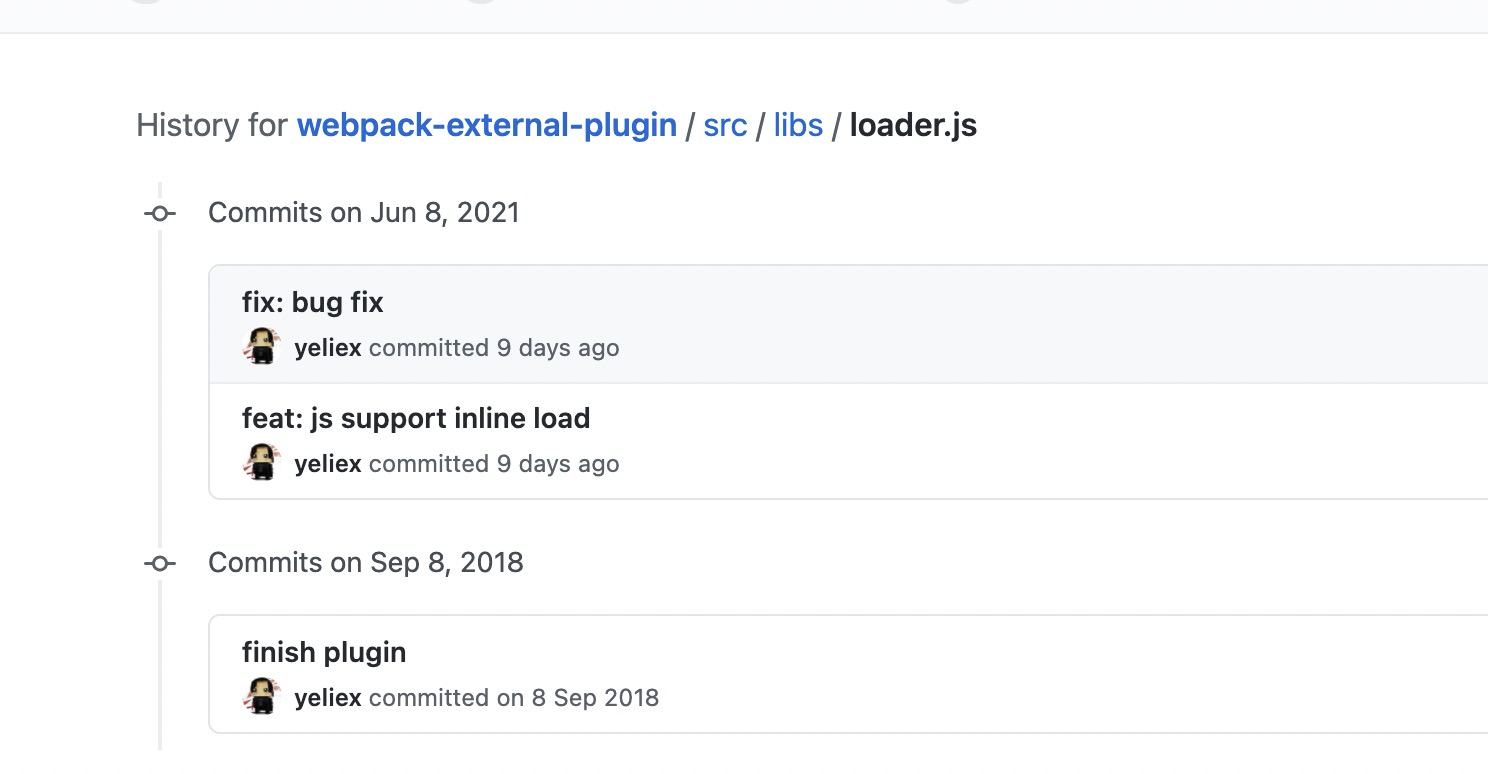 History for webpack-external-plugin / src / libs / loader.js
Commits on Jun 8, 2021
fix: bug fix
yeliex committed 9 days ago
feat: js support inline load
yeliex committed 9 days ago
Commits on Sep 8, 2018
finish plugin
yeliex committed on 8 Sep 2018